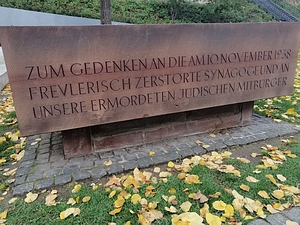 ZUM GEDENKEN AN DIE AM 10 NOVEMBER 1938
FREVLERISCH ZERSTÖRTE SYNAGOGE UND AN
UNSERE ERMORDETEN JÜDISCHEN MITBÜRGER